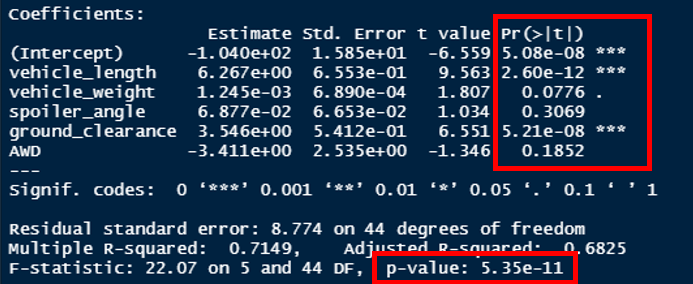 Coefficients:
Estimate Std. Error t value Pr(>|t|)
(Intercept) -1.040e+02 1.585e+01 -6.559 5.08e-08 ***
vehicle_length 6.267e+00 6.553e-01 9.563 2.60e-12 ***
vehicle_weight 1.245e-03 6.890e-04 1.807 0.0776 .
spoiler_angle 6.877e-02 6.653e-02 1.034 0.3069
ground_clearance 3.546e+00 5.412e-01 6.551 5.21e-08 ***
AWD -3.411e+00 2.535e+00 -1.346 0.1852
---
Signif. codes: 0 ‘***’ 0.001 ‘**’ 0.01 ‘*’ 0.05 ‘.’ 0.1 ‘ ’ 1
Residual standard error: 8.774 on 44 degrees of freedom
Multiple R-squared: 0.7149, Adjusted R-squared: 0.6825
F-statistic: 22.07 on 5 and 44 DF, p-value: 5.35e-11